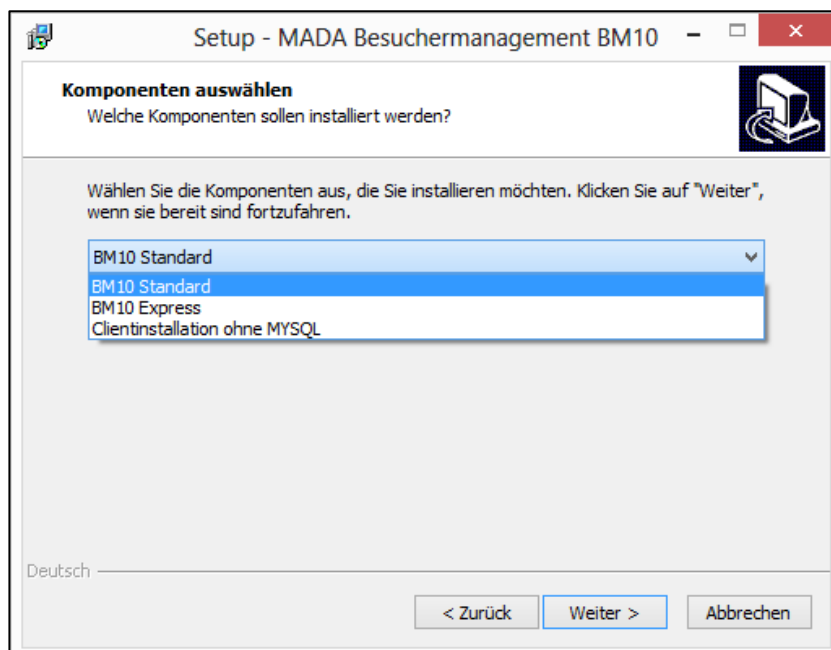 Setup - MADA Besuchermanagement BM10
Komponenten auswählen
Welche Komponenten sollen installiert werden?
Wählen Sie die Komponenten aus, die Sie installieren möchten. Klicken Sie auf "Weiter",
wenn sie bereit sind fortzufahren.
BM10 Standard
BM10 Standard
BM10 Express
Clientinstallation ohne MYSQL
Deutsch
< Zurück Weiter > Abbrechen